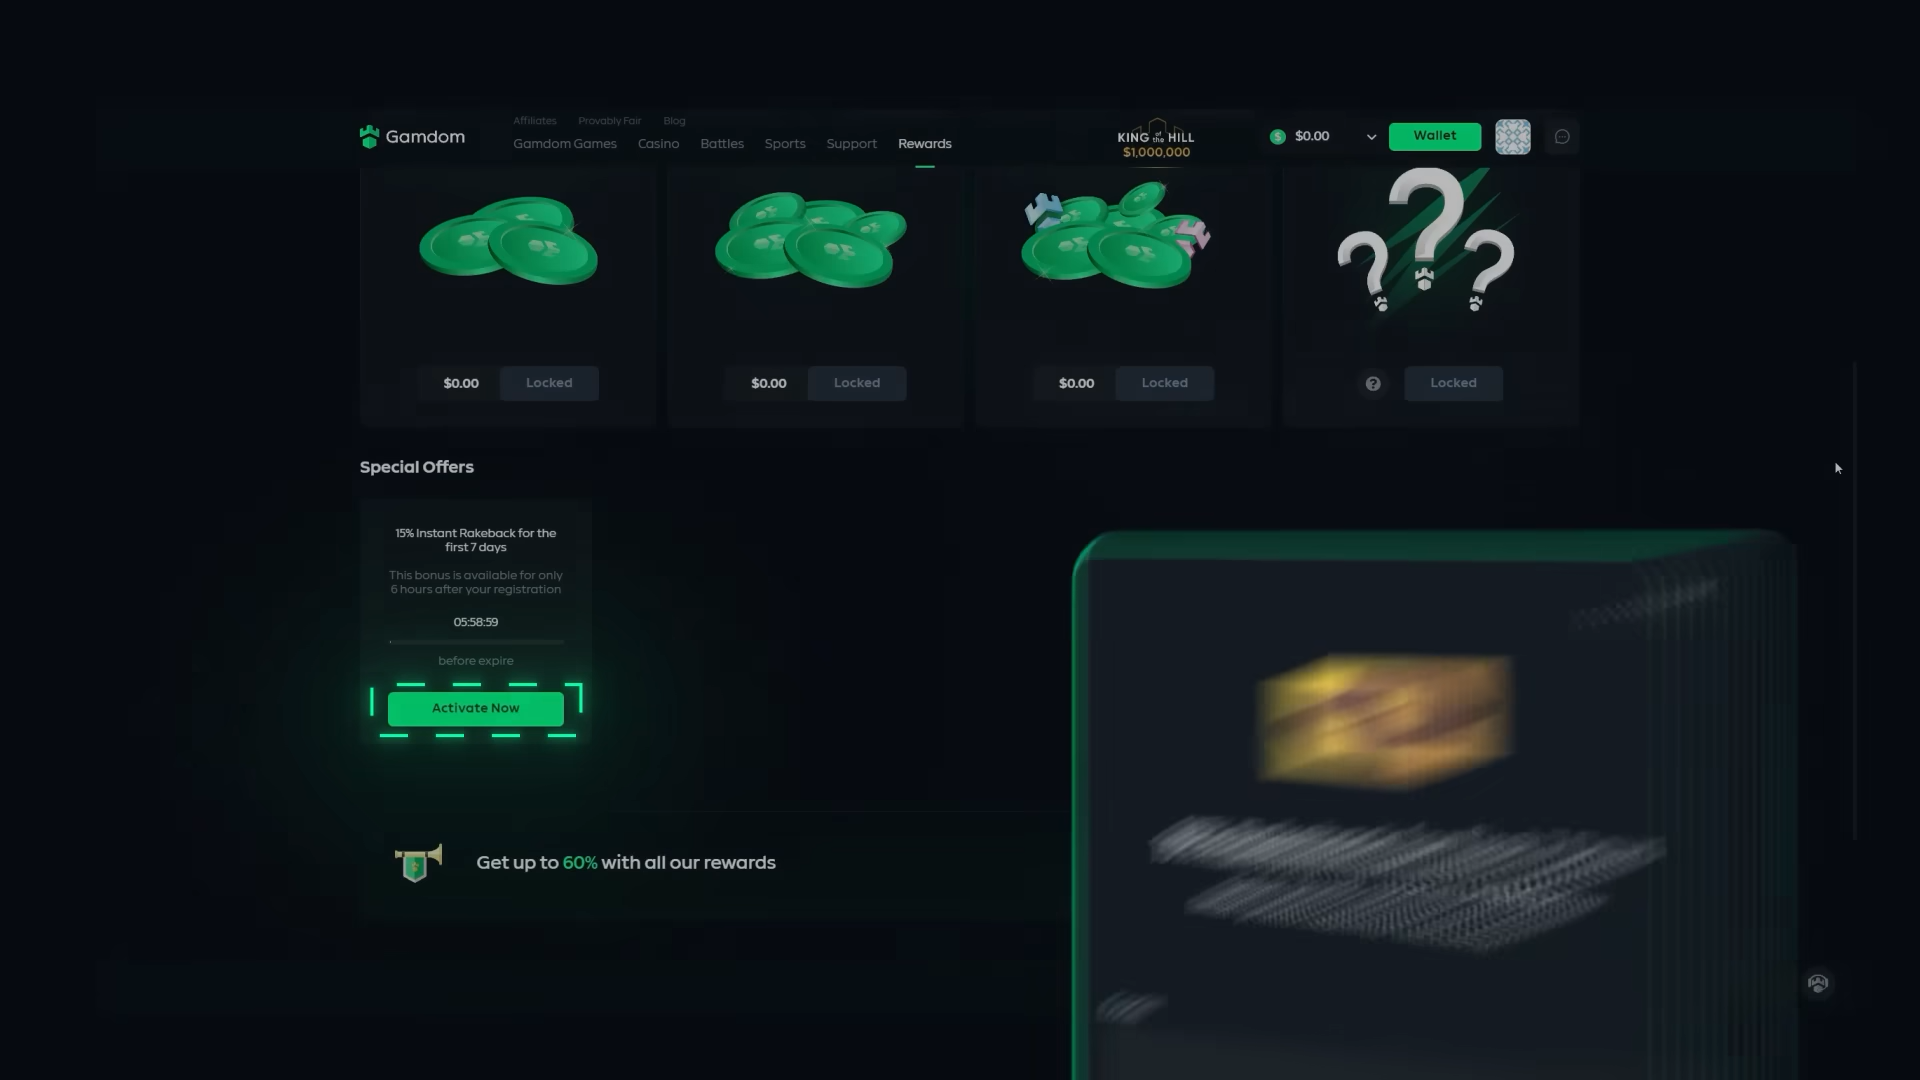 Affiliates Provably Fair Blog
Gamdom
Gamdom Games Casino Battles Sports Support Rewards
KING of the HILL
$1,000,000
$0.00
Wallet
$0.00 Locked
$0.00 Locked
$0.00 Locked
? Locked
Special Offers
15% Instant Rakeback for the
first 7 days
This bonus is available for only
6 hours after your registration
05:58:59
before expire
Activate Now
Get up to 60% with all our rewards